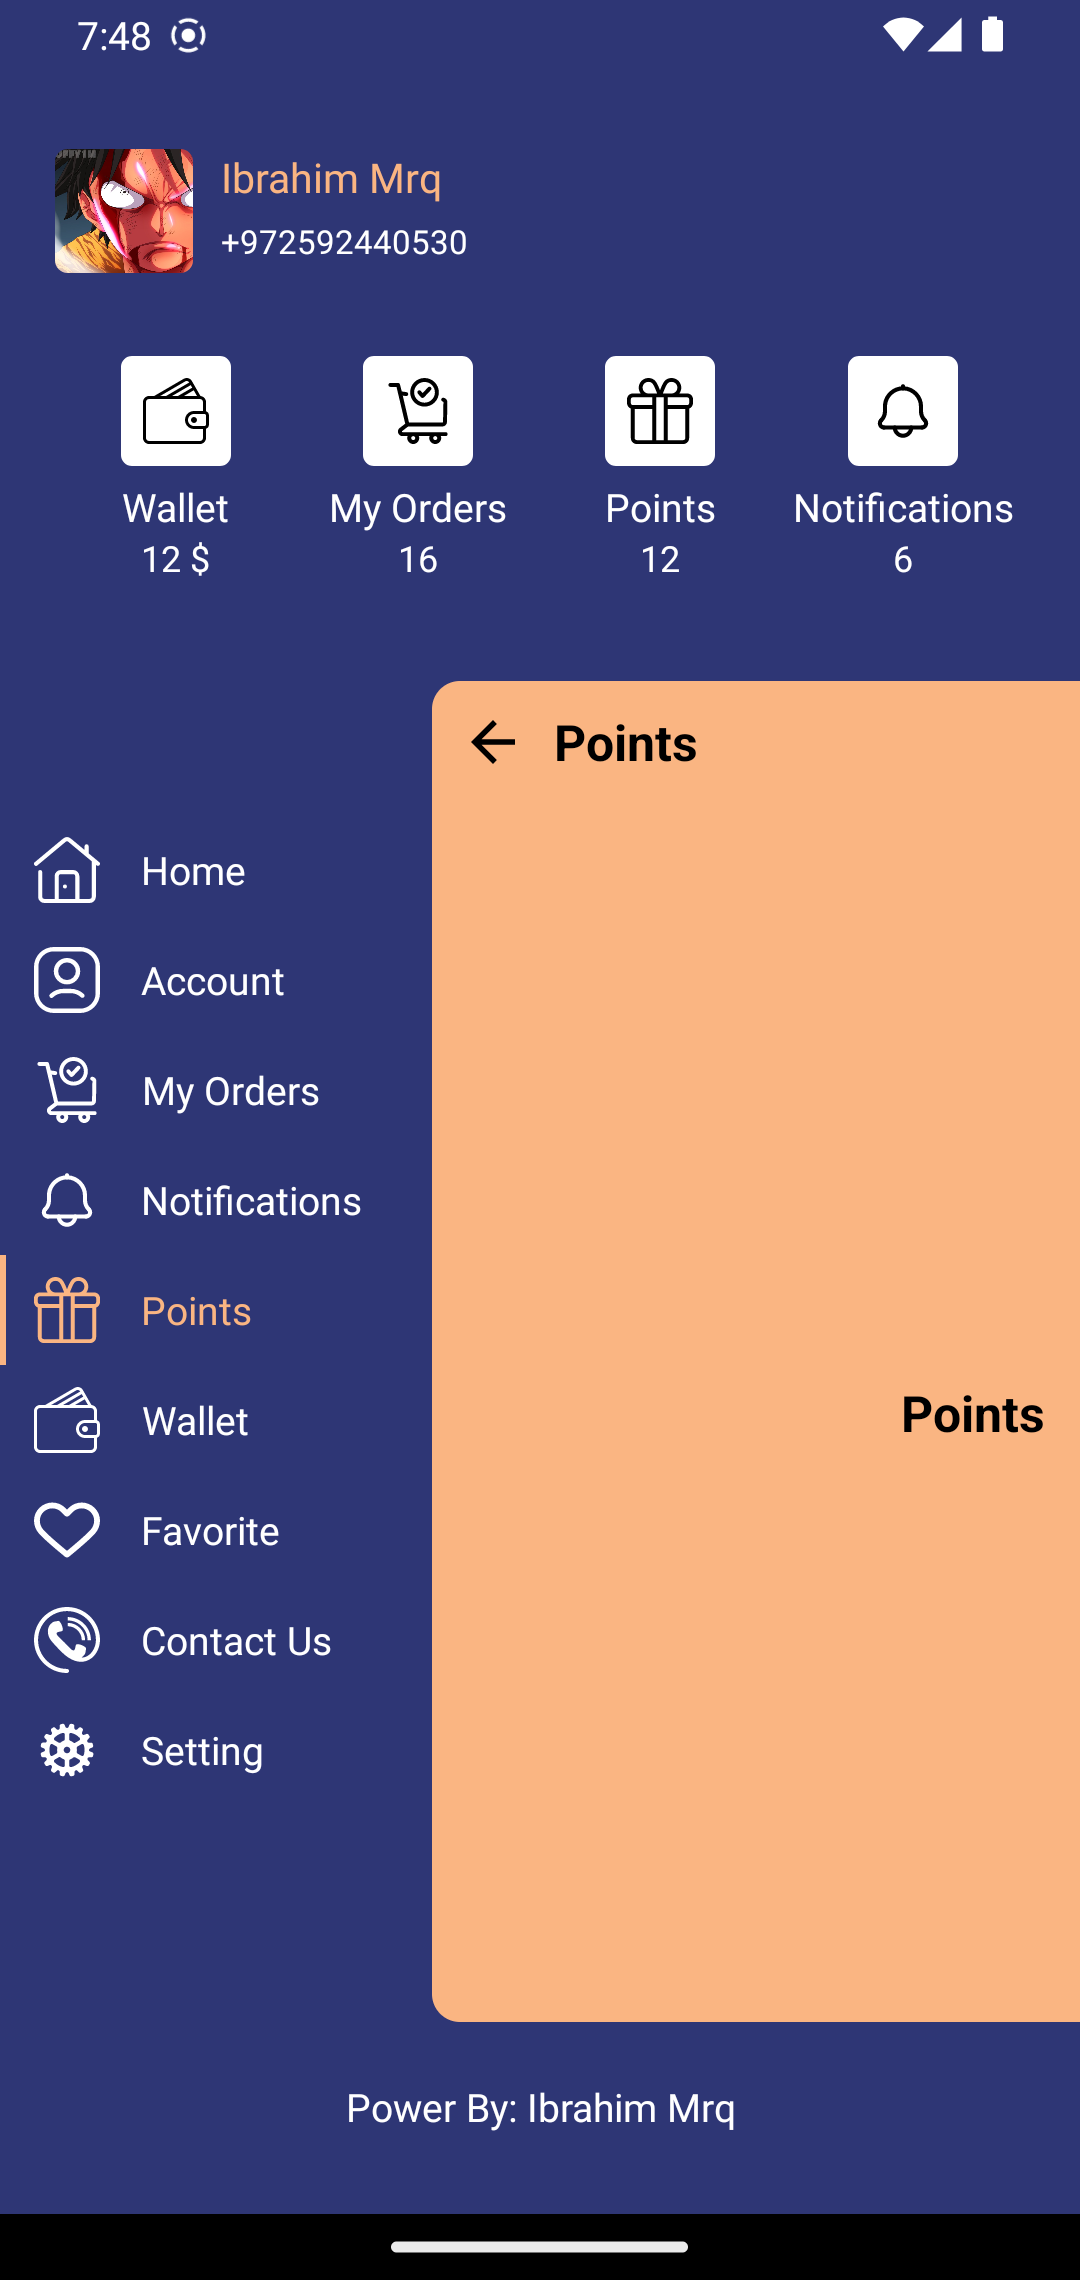 7:48
Ibrahim Mrq
+972592440530
Wallet
12 $
My Orders
16
Points
12
Notifications
6
Points
Home
Account
My Orders
Notifications
Points
Wallet
Favorite
Contact Us
Setting
Points
Power By: Ibrahim Mrq